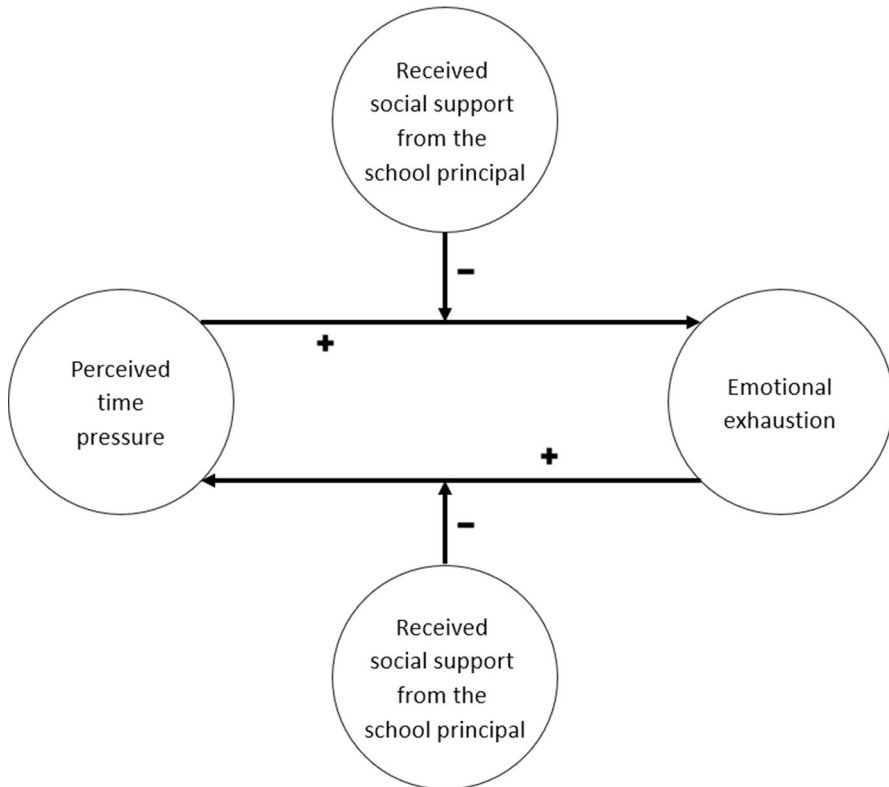 Received
social support
from the
school principal
−
+
Perceived
time
pressure
Emotional
exhaustion
+
−
Received
social support
from the
school principal